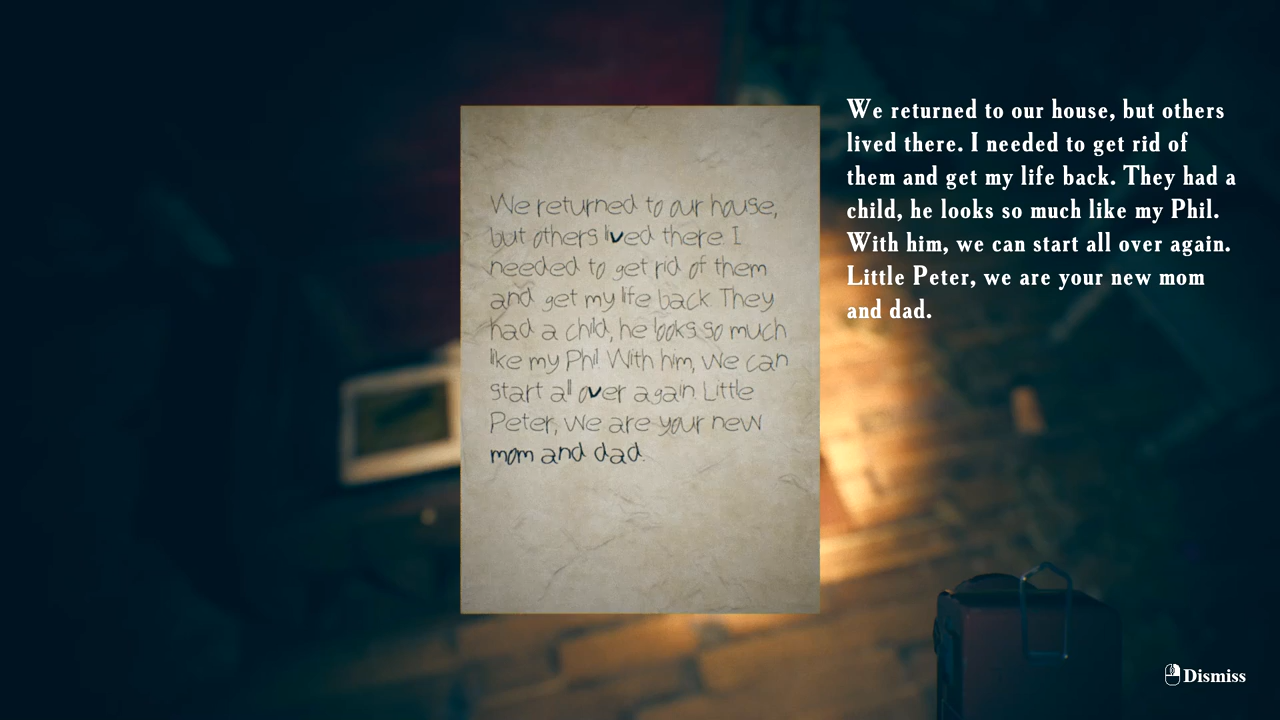 We returned to our house,
but others lived there. I
needed to get rid of them
and get my life back. They
had a child, he looks so much
like my Phil. With him, we can
start all over again. Little
Peter, we are your new
mom and dad.
We returned to our house, but others
lived there. I needed to get rid of
them and get my life back. They had a
child, he looks so much like my Phil.
With him, we can start all over again.
Little Peter, we are your new mom
and dad.
Dismiss